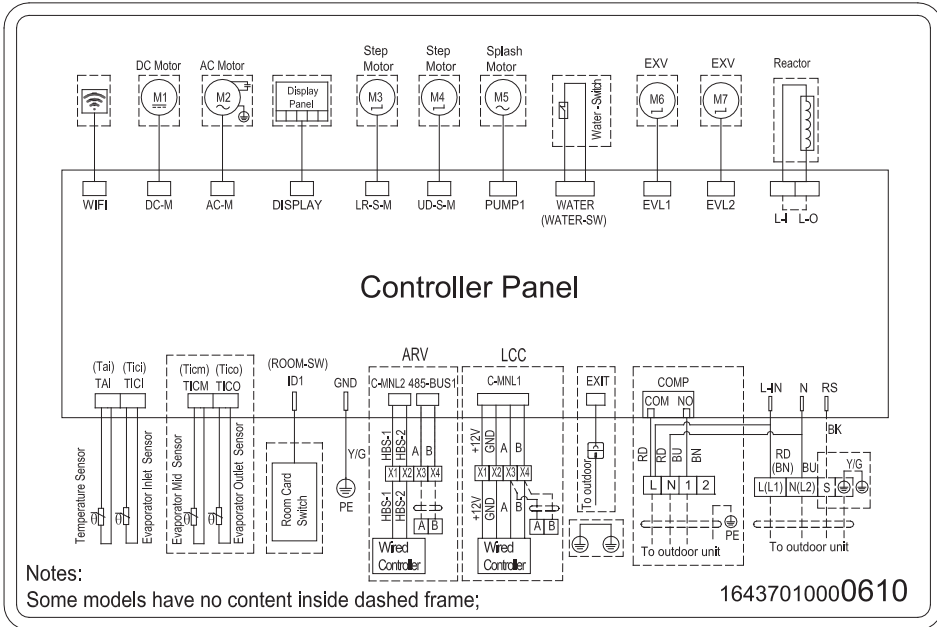 DC Motor
AC Motor
Step
Motor
Step
Motor
Splash
Motor
EXV
EXV
Reactor
M1
M2
Display
Panel
M3
M4
M5
Water-Switch
M6
M7
WIFI
DC-M
AC-M
DISPLAY
LR-S-M
UD-S-M
PUMP1
WATER
(WATER-SW)
EVL1
EVL2
L-I
L-O
Controller Panel
(Tai)
TAI
(Tici)
TICI
(Ticm)
TICM
(Tico)
TICO
(ROOM-SW)
ID1
GND
ARV
C-MNL2
485-BUS1
LCC
C-MNL1
EXIT
COMP
COM
NO
L-IN
N
RS
Temperature Sensor
θ
θ
Evaporator Inlet Sensor
Evaporator Mid Sensor
θ
θ
Evaporator Outlet Sensor
Room Card
Switch
Y/G
PE
HBS-1
HBS-2
A
B
X1 X2 X3 X4
HBS-1
HBS-2
A B
Wired
Controller
+12V
GND
A
B
X1 X2 X3 X4
+12V
GND
A
B
A B
Wired
Controller
To outdoor
RD
RD
BU
BN
L N 1 2
PE
To outdoor unit
RD
(BN)
BU
BK
Y/G
L(L1) N(L2) S
To outdoor unit
Notes:
Some models have no content inside dashed frame;
16437010000610